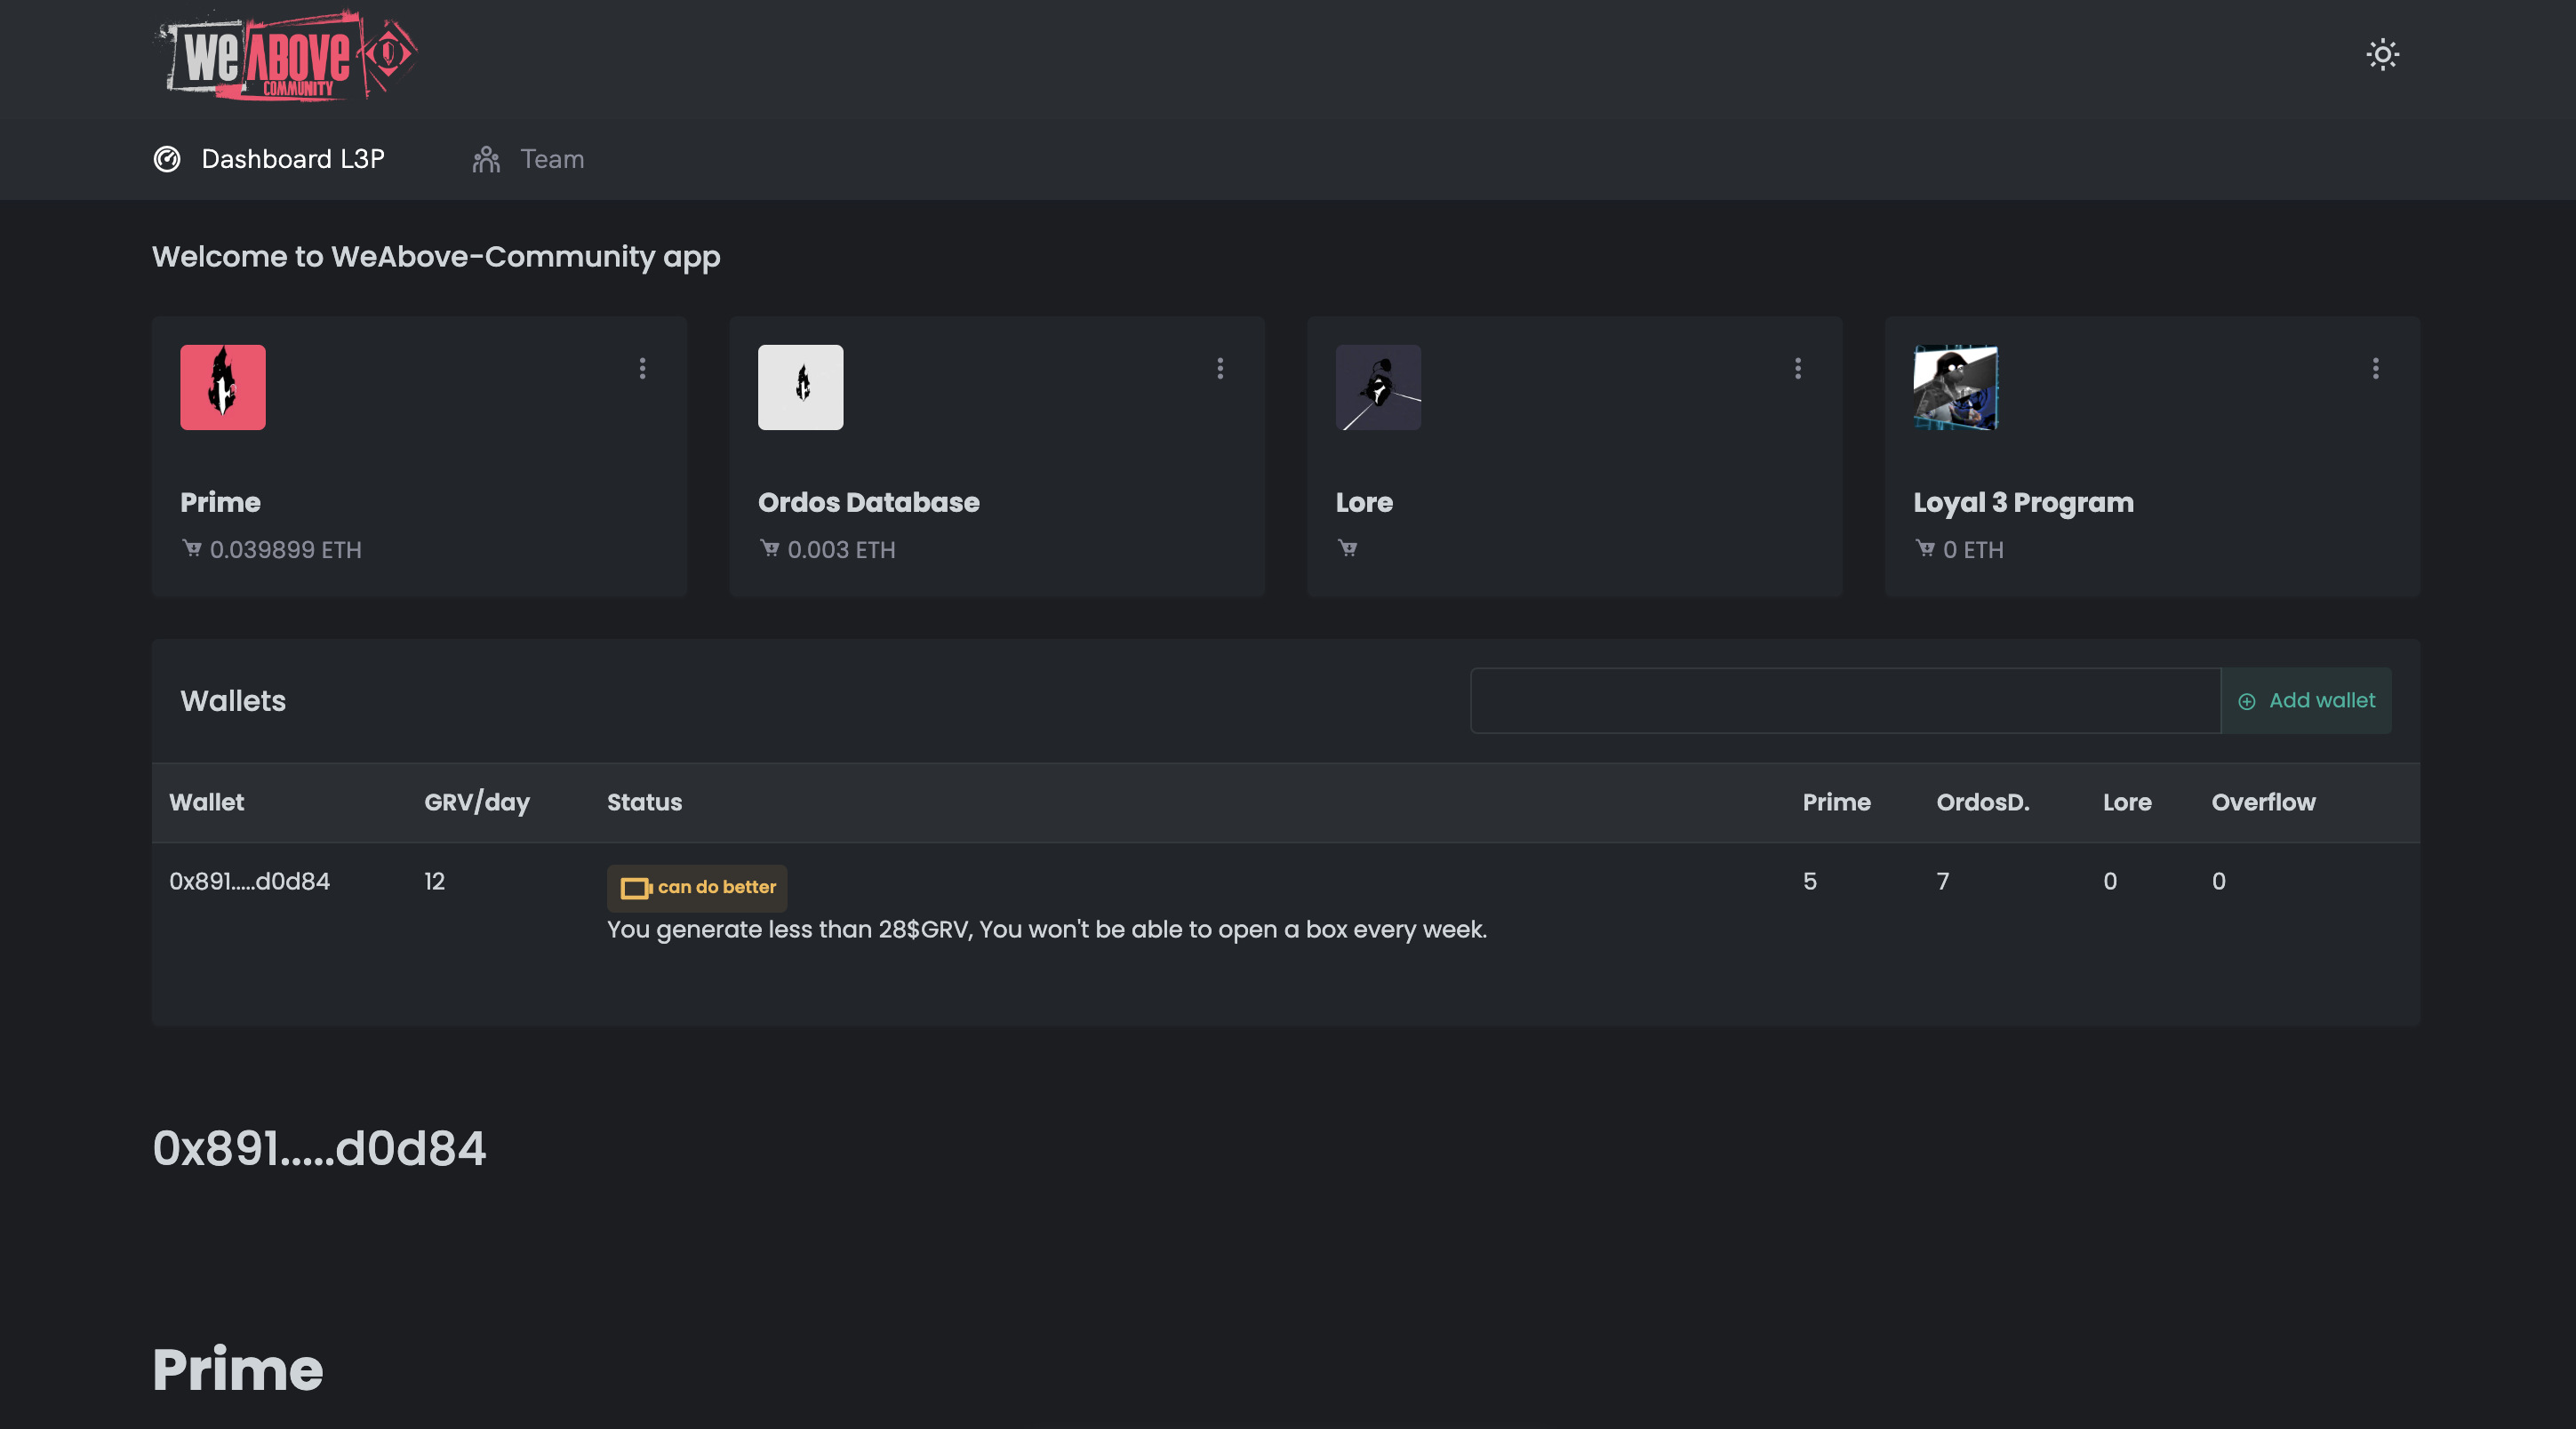 WE ABOVE
COMMUNITY
Dashboard L3P
Team
Welcome to WeAbove-Community app
Prime
0.039899 ETH
Ordos Database
0.003 ETH
Lore
Loyal 3 Program
0 ETH
Wallets
Add wallet
Wallet GRV/day Status Prime OrdosD. Lore Overflow
0x891.....d0d84 12 can do better 5 7 0 0
You generate less than 28$GRV, You won't be able to open a box every week.
0x891.....d0d84
Prime